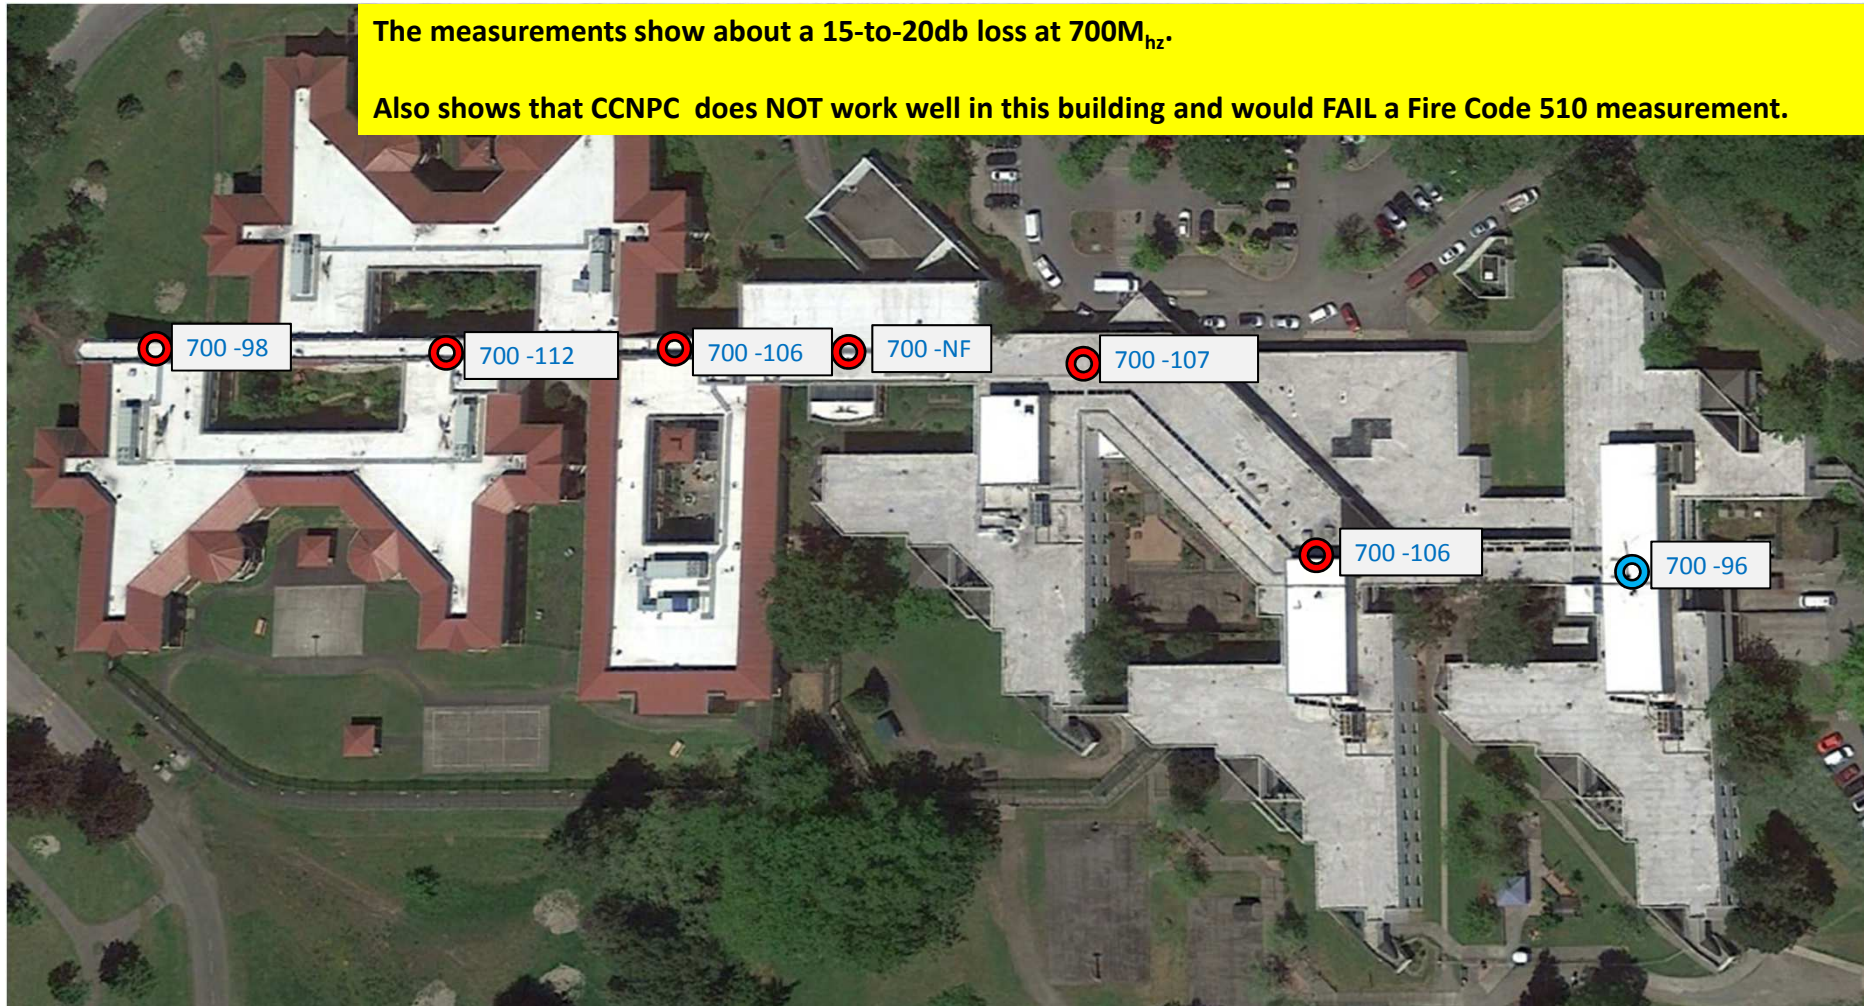 The measurements show about a 15-to-20db loss at 700Mhz.
Also shows that CCNPC does NOT work well in this building and would FAIL a Fire Code 510 measurement.
700 -98
700 -112
700 -106
700 -NF
700 -107
700 -106
700 -96